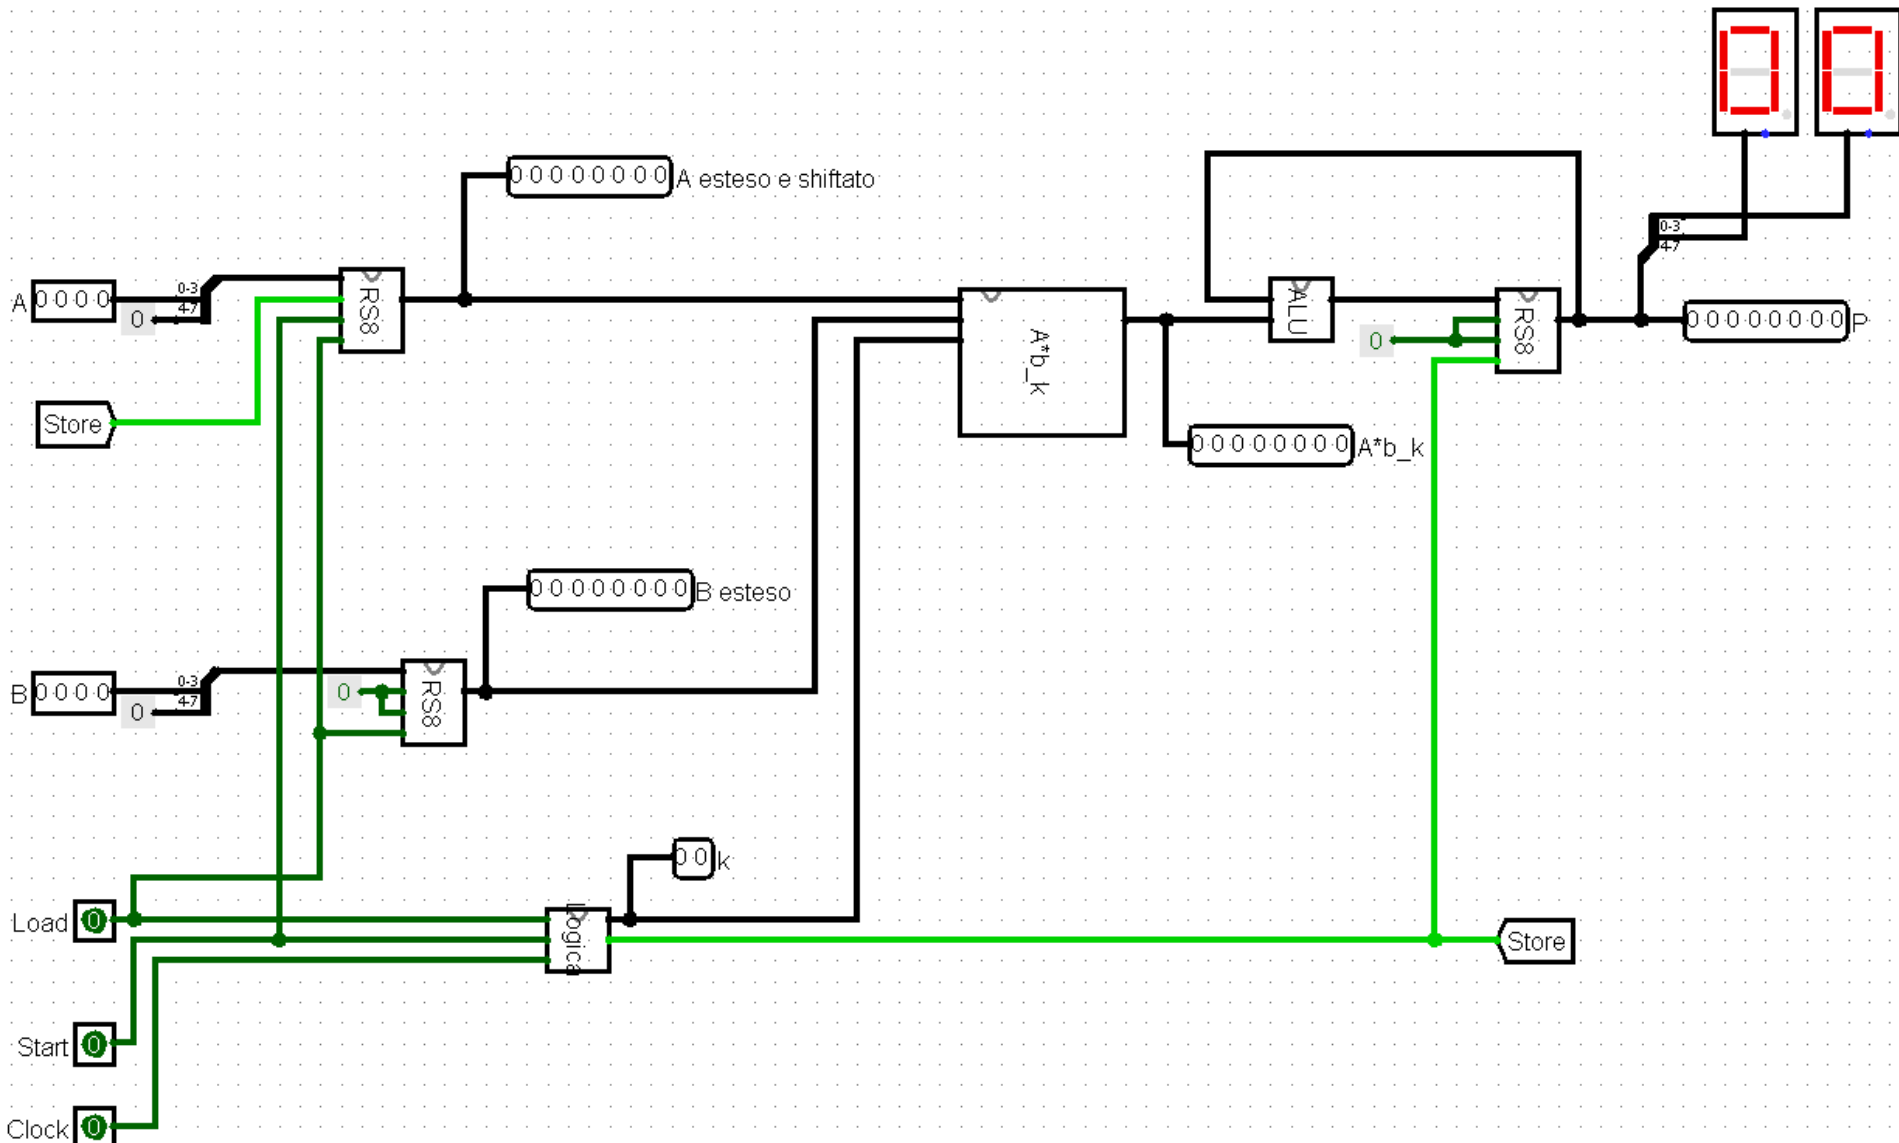 0 0
0 0 0 0 0 0 0 0 A esteso e shiftato
A 0 0 0 0
0-3
4-7
0
RS8
Store
A*b_k
ALU
0
RS8
0-3
4-7
0 0 0 0 0 0 0 0 P
0 0 0 0 0 0 0 0 A*b_k
0 0 0 0 0 0 0 0 B esteso
B 0 0 0 0
0-3
4-7
0
0
RS8
0 0 k
Load 0
logica
Store
Start 0
Clock 0